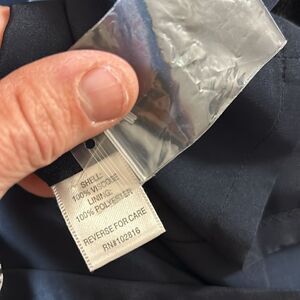 SHELL:
100% VISCOSE
LINING:
100% POLYESTER
REVERSE FOR CARE
RN#102816